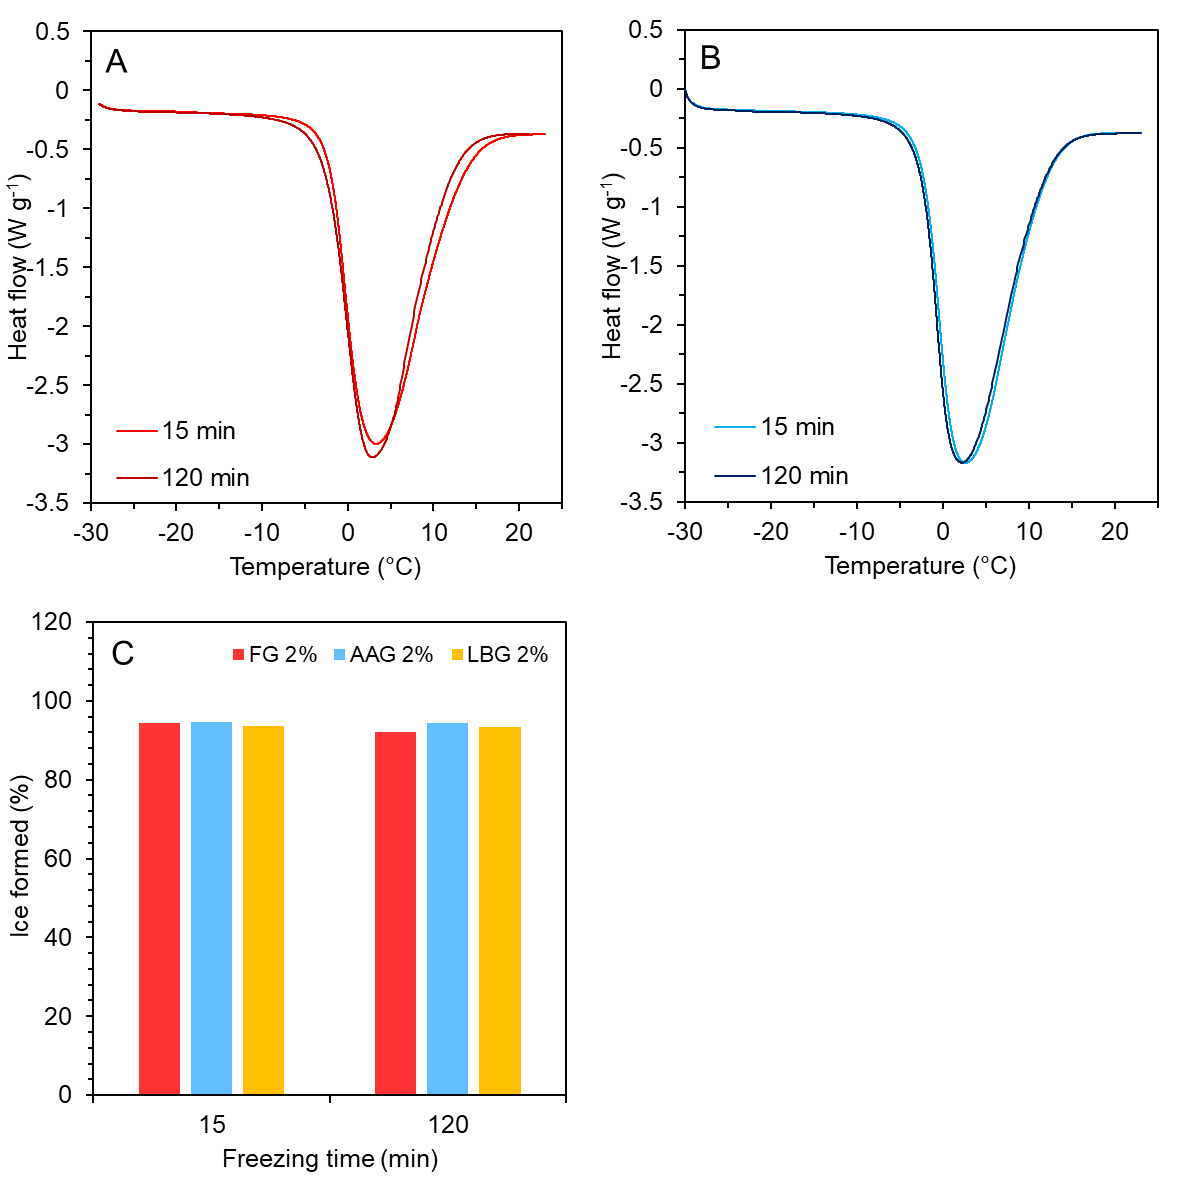 A
0.5
0
-0.5
-1
-1.5
-2
-2.5
-3
-3.5
Heat flow (W g-1)
15 min
120 min
-30 -20 -10 0 10 20
Temperature (°C)
B
0.5
0
-0.5
-1
-1.5
-2
-2.5
-3
-3.5
Heat flow (W g-1)
15 min
120 min
-30 -20 -10 0 10 20
Temperature (°C)
C
FG 2% AAG 2% LBG 2%
120
100
80
60
40
20
0
Ice formed (%)
15 120
Freezing time (min)